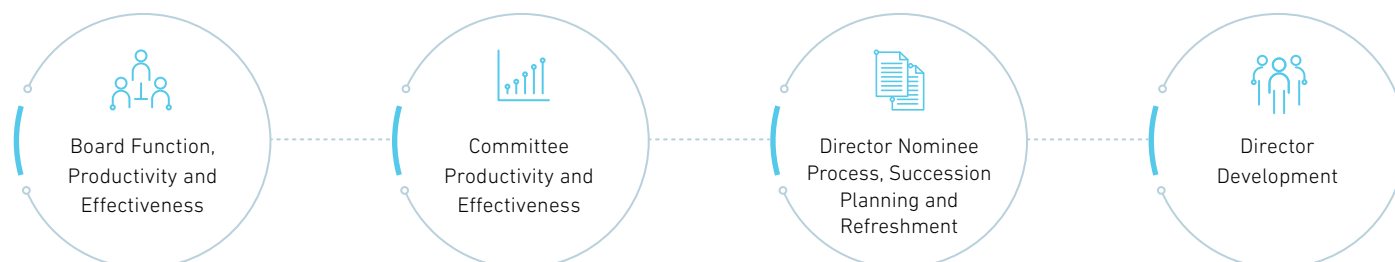 Board Function,
Productivity and
Effectiveness
Committee
Productivity and
Effectiveness
Director Nominee
Process, Succession
Planning and
Refreshment
Director
Development